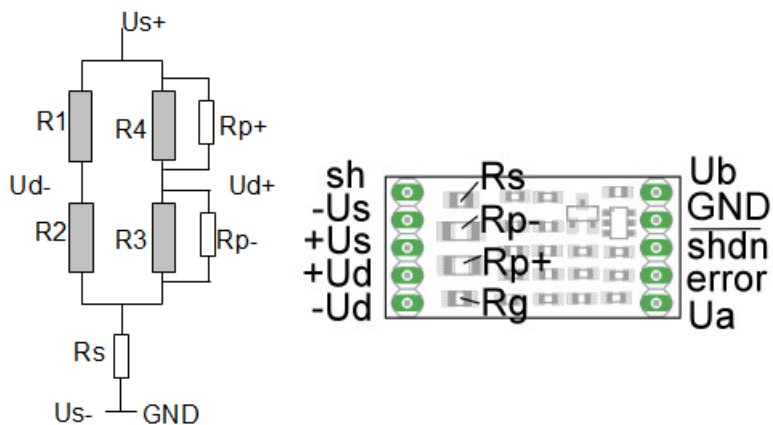 Us+
R1
R4
Rp+
Ud-
Ud+
R2
R3
Rp-
Rs
Us-
GND
sh
-Us
+Us
+Ud
-Ud
Rs
Rp-
Rp+
Rg
Ub
GND
shdn
error
Ua